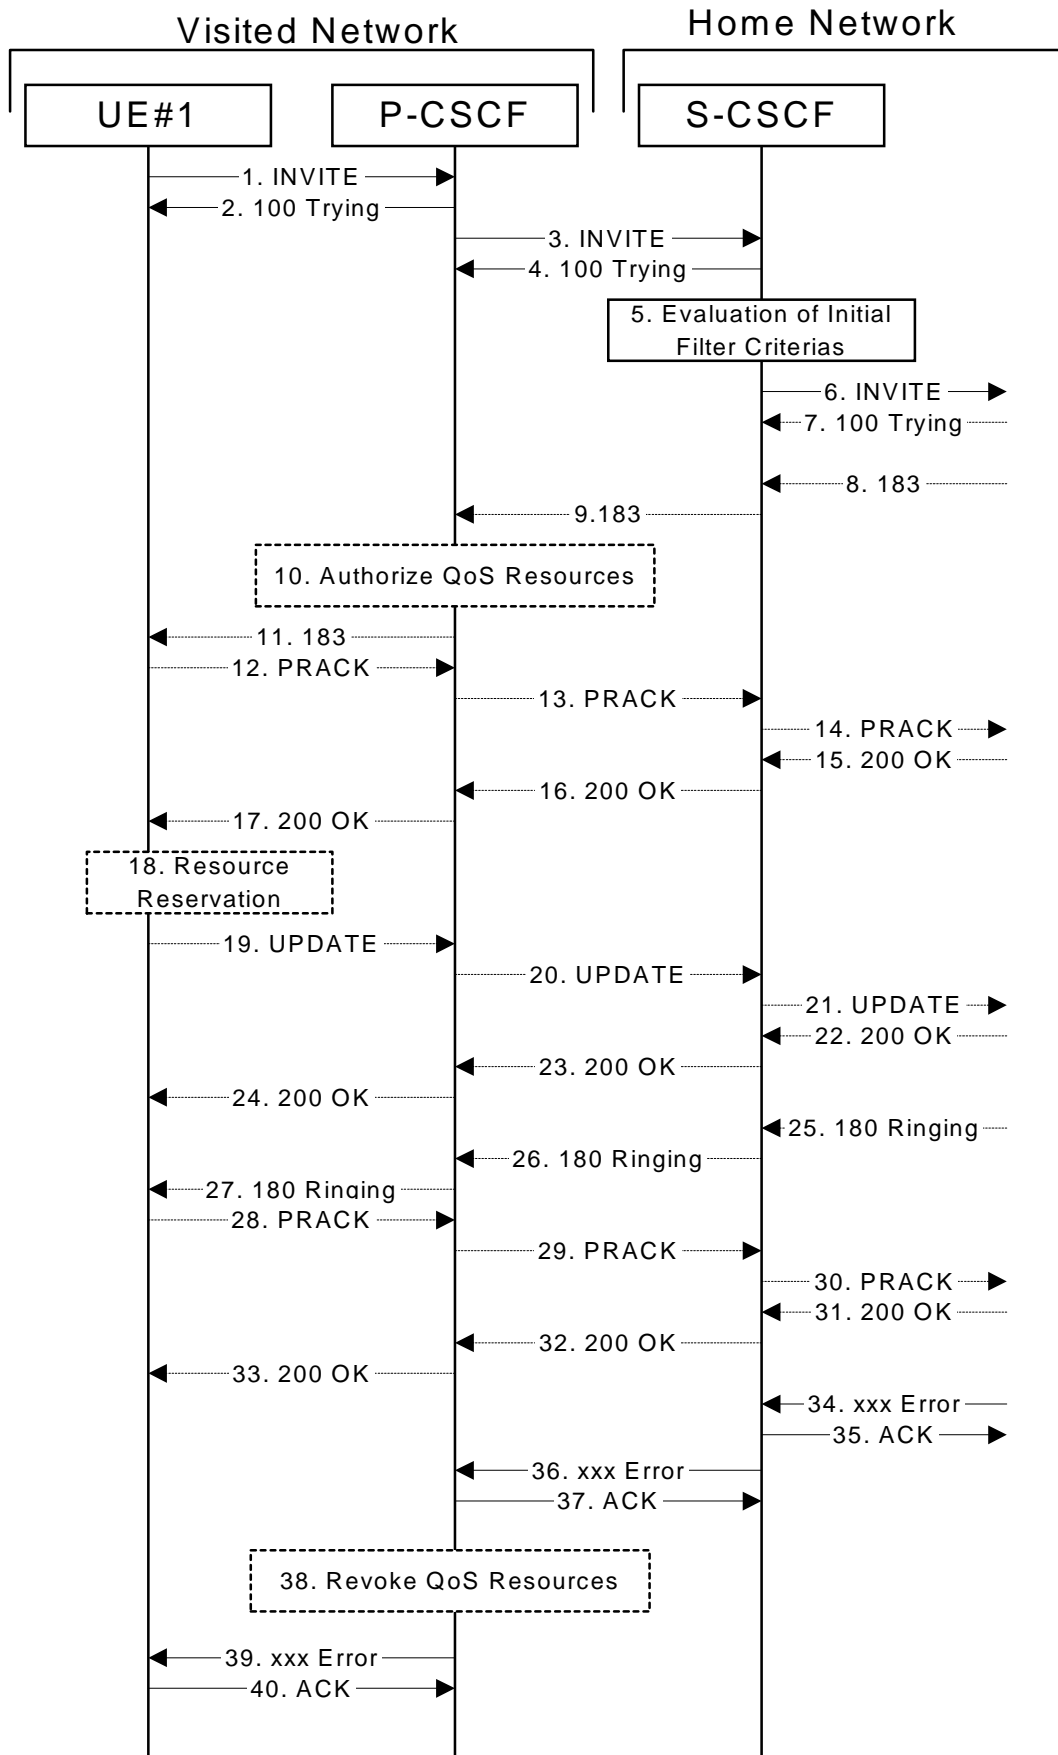 Visited Network
Home Network
UE#1
P-CSCF
S-CSCF
1. INVITE
2. 100 Trying
3. INVITE
4. 100 Trying
5. Evaluation of Initial
Filter Criterias
6. INVITE
7. 100 Trying
8. 183
9.183
10. Authorize QoS Resources
11. 183
12. PRACK
13. PRACK
14. PRACK
15. 200 OK
16. 200 OK
17. 200 OK
18. Resource
Reservation
19. UPDATE
20. UPDATE
21. UPDATE
22. 200 OK
23. 200 OK
24. 200 OK
25. 180 Ringing
26. 180 Ringing
27. 180 Ringing
28. PRACK
29. PRACK
30. PRACK
31. 200 OK
32. 200 OK
33. 200 OK
34. xxx Error
35. ACK
36. xxx Error
37. ACK
38. Revoke QoS Resources
39. xxx Error
40. ACK